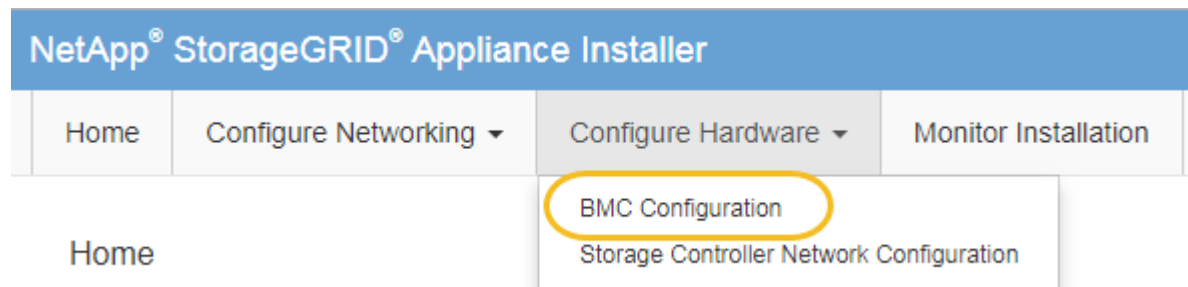 NetApp® StorageGRID® Appliance Installer
Home Configure Networking Configure Hardware Monitor Installation
BMC Configuration
Home
Storage Controller Network Configuration